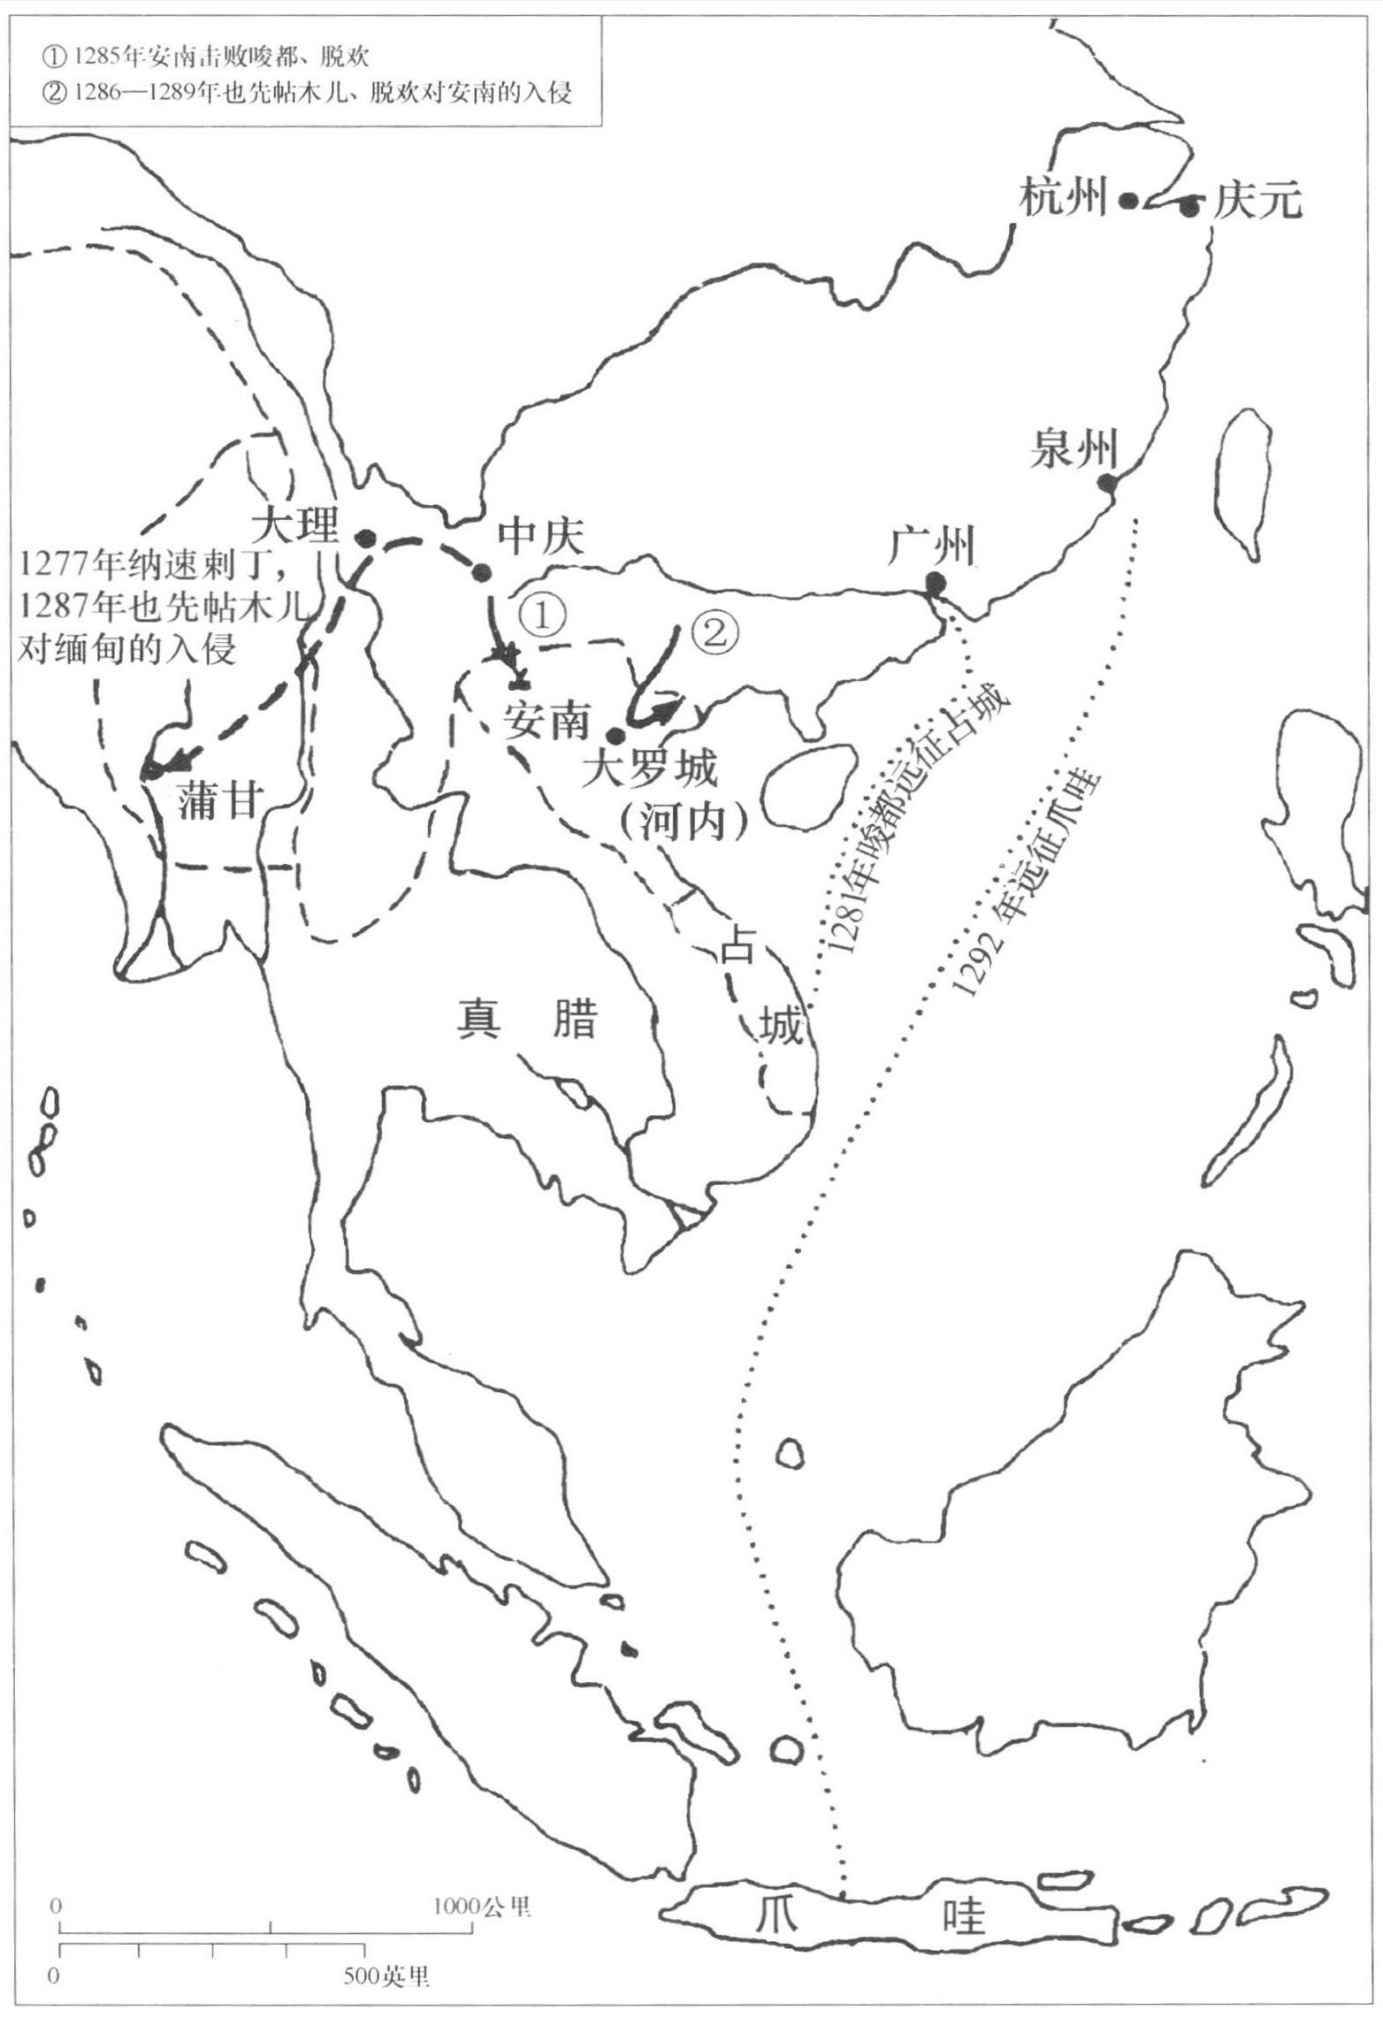 ① 1285年安南击败唆都、脱欢
② 1286—1289年也先帖木儿、脱欢对安南的入侵
杭州
庆元
泉州
大理
中庆
广州
1277年纳速剌丁，
1287年也先帖木儿
对缅甸的入侵
①
②
安南
大罗城
（河内）
蒲甘
1281年唆都远征占城
1292年远征爪哇
占
城
真腊
爪哇
0
1000公里
0
500英里